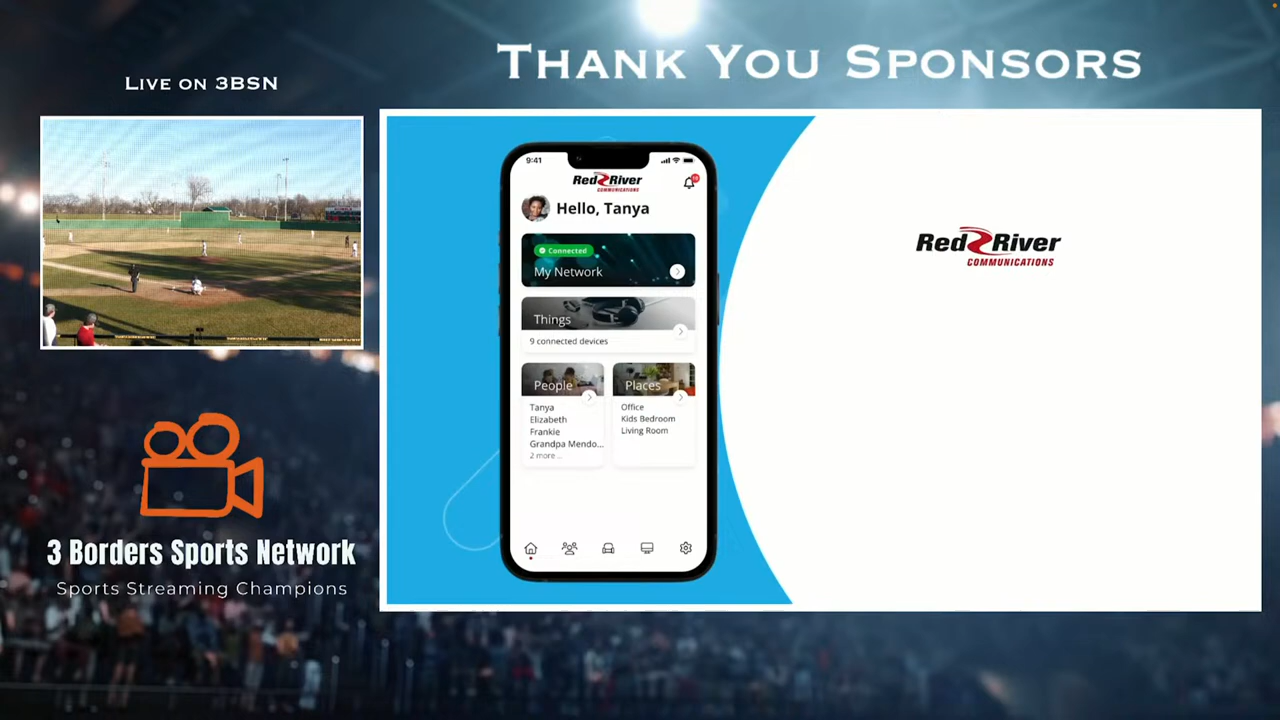 Thank You Sponsors
Live on 3BSN
9:41
Red River
COMMUNICATIONS
Hello, Tanya
Connected
My Network
Things
9 connected devices
People
Tanya
Elizabeth
Frankie
Grandpa Mendo...
2 more ...
Places
Office
Kids Bedroom
Living Room
Red River
COMMUNICATIONS
3 Borders Sports Network
Sports Streaming Champions